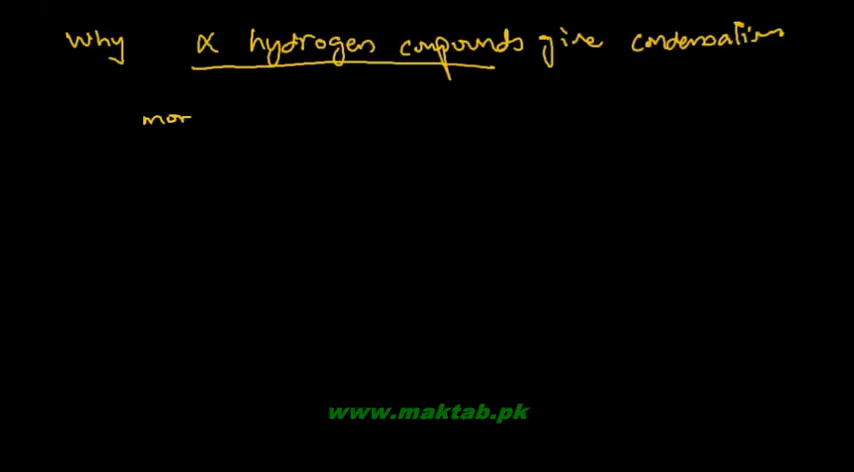 Why α hydrogen compounds give condensation
mor
www.maktab.pk